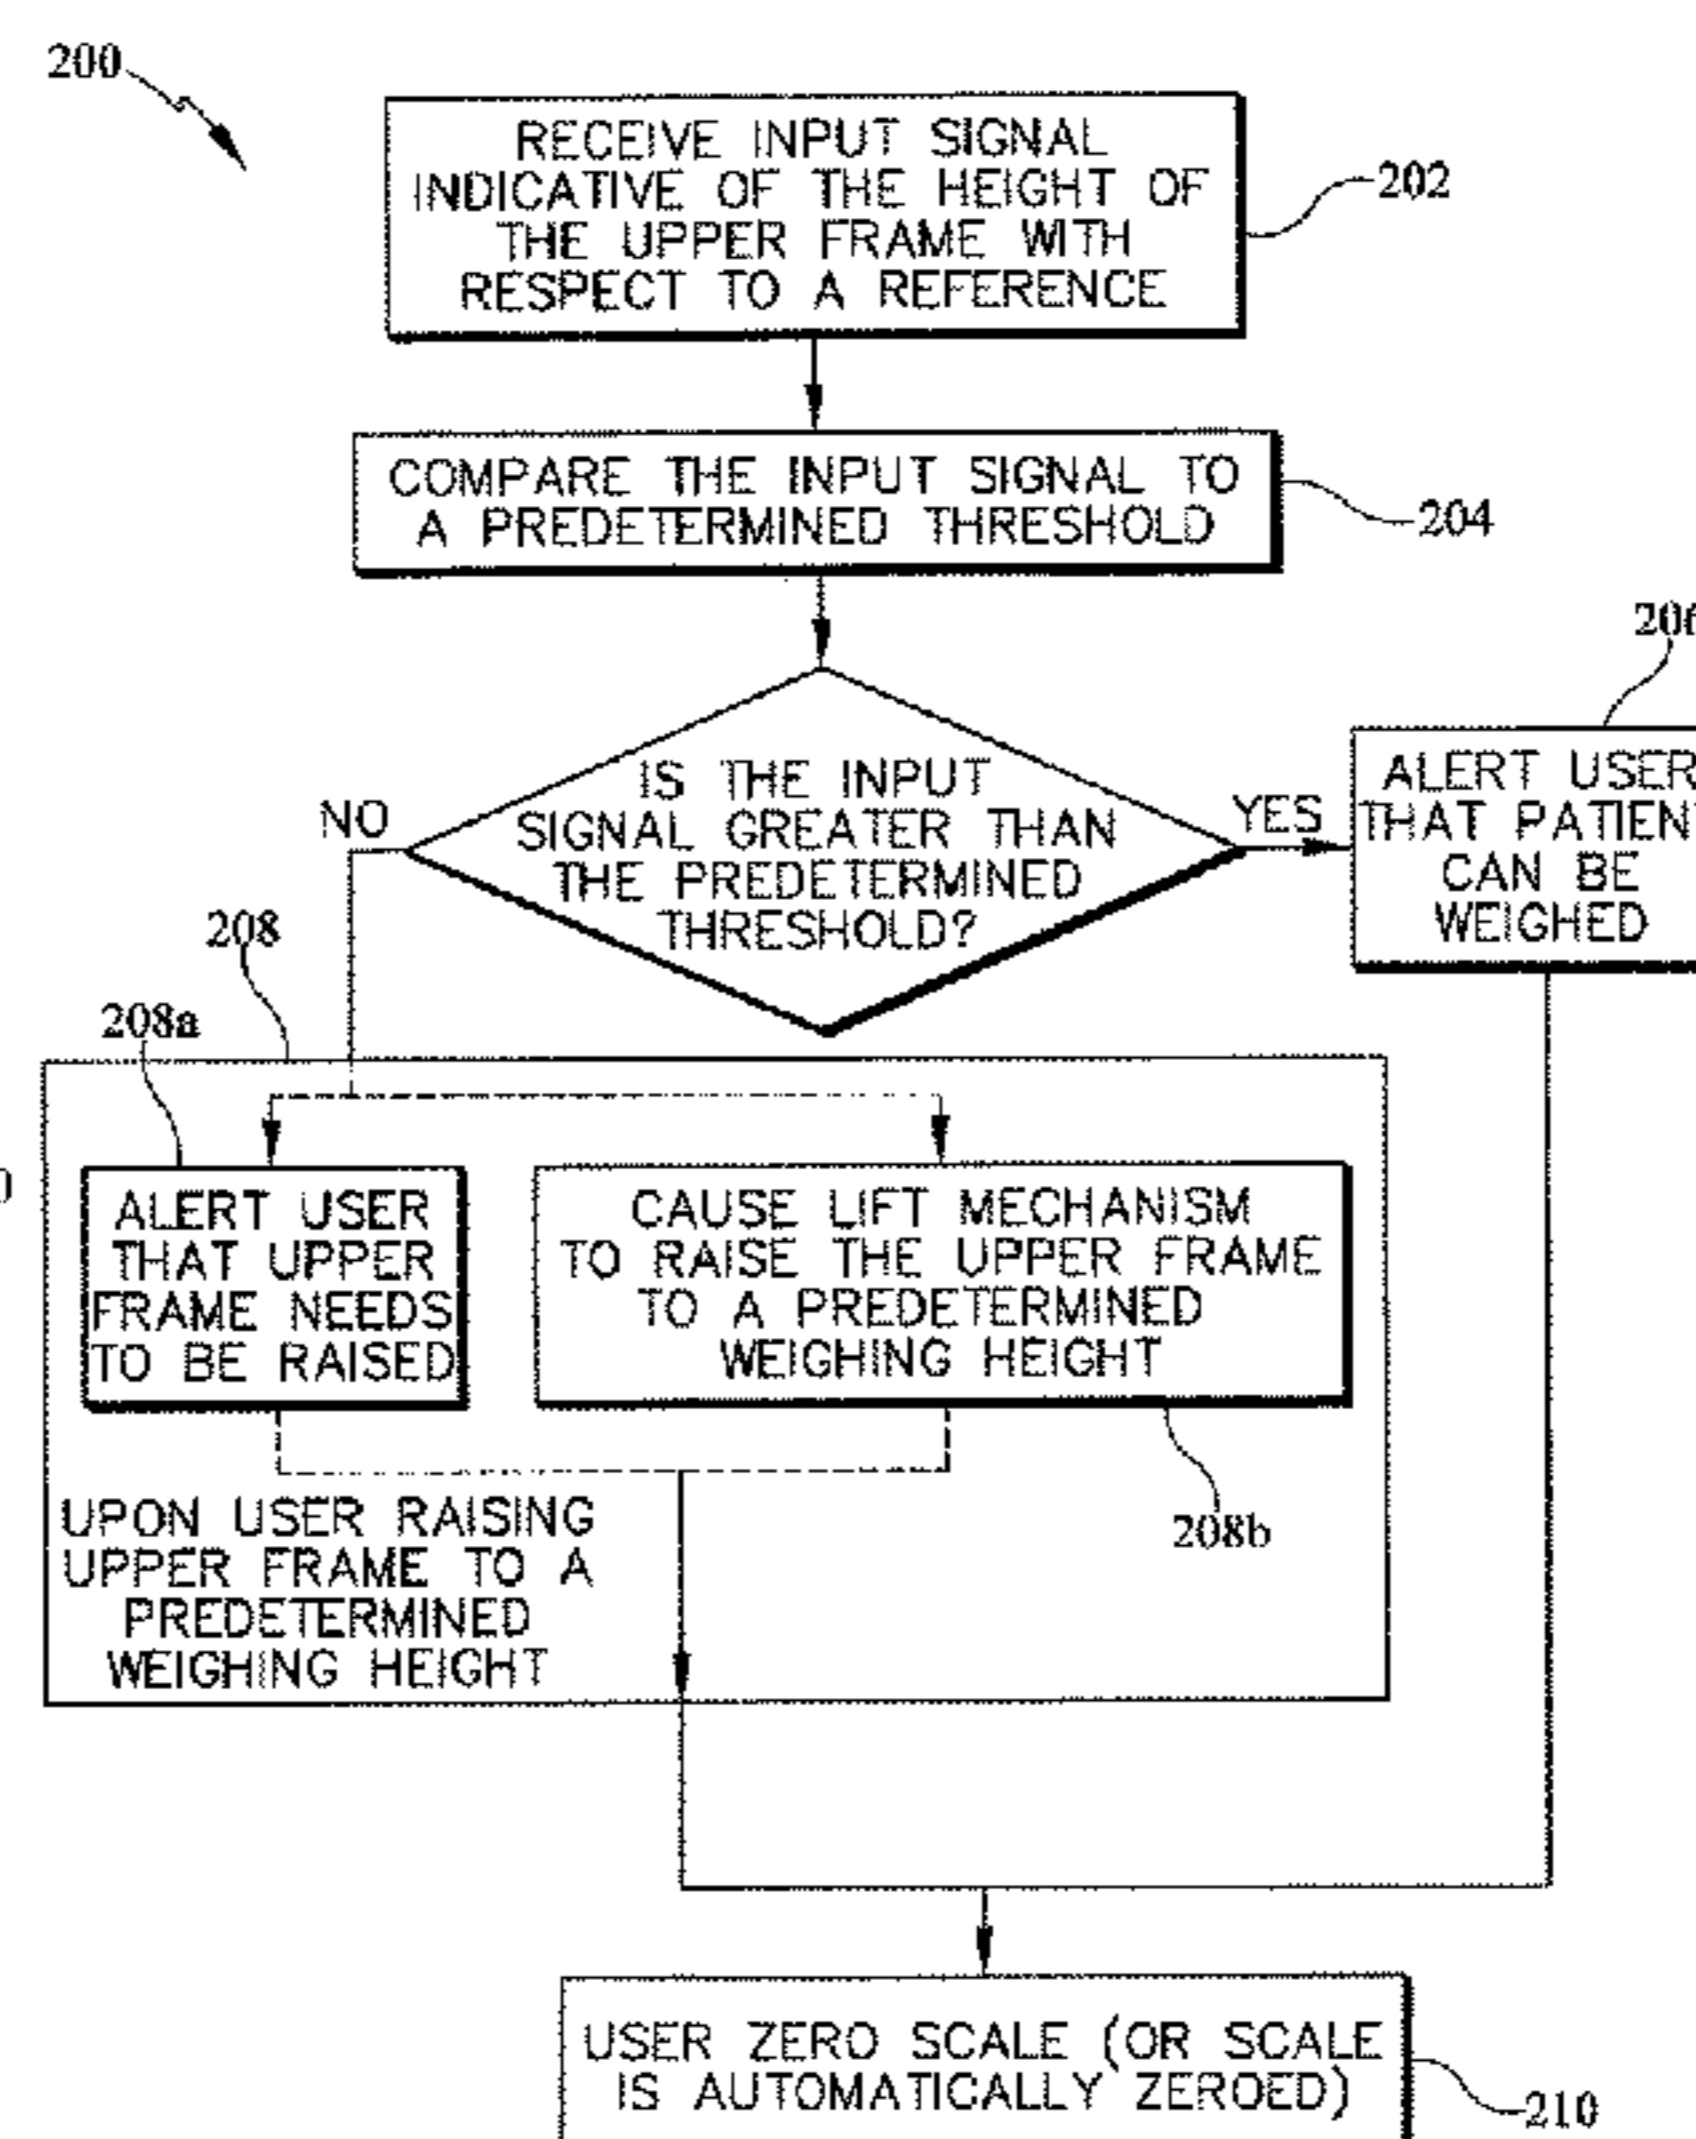 200
RECEIVE INPUT SIGNAL
INDICATIVE OF THE HEIGHT OF
THE UPPER FRAME WITH
RESPECT TO A REFERENCE
202
COMPARE THE INPUT SIGNAL TO
A PREDETERMINED THRESHOLD
204
IS THE INPUT
SIGNAL GREATER THAN
THE PREDETERMINED
THRESHOLD?
NO
YES
206
ALERT USER
THAT PATIENT
CAN BE
WEIGHED
208
208a
ALERT USER
THAT UPPER
FRAME NEEDS
TO BE RAISED
CAUSE LIFT MECHANISM
TO RAISE THE UPPER FRAME
TO A PREDETERMINED
WEIGHING HEIGHT
208b
UPON USER RAISING
UPPER FRAME TO A
PREDETERMINED
WEIGHING HEIGHT
USER ZERO SCALE (OR SCALE
IS AUTOMATICALLY ZEROED)
210